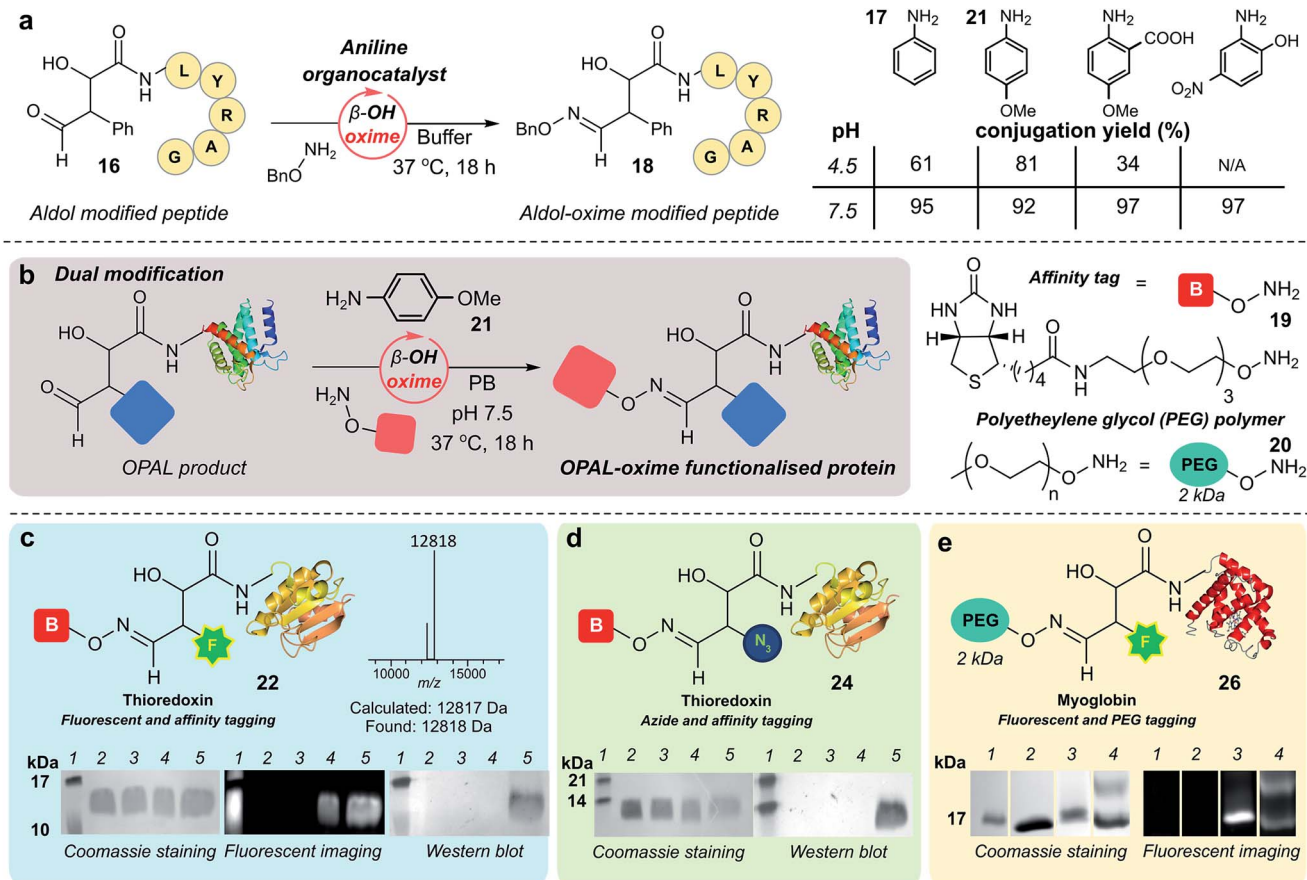 a
O
HO
N
H
O
H
Ph
16
L
Y
R
A
G
Aldol modified peptide
Aniline
organocatalyst
β-OH
oxime
NH2
BnO
Buffer
37 °C, 18 h
O
HO
N
H
N
BnO
H
Ph
18
L
Y
R
A
G
Aldol-oxime modified peptide
17 NH2 21 NH2 NH2 NH2
COOH OH
O2N
OMe OMe
pH conjugation yield (%)
4.5 61 81 34 N/A
7.5 95 92 97 97
b Dual modification
O
HO
N
H
O
H
OPAL product
H2N OMe
21
β-OH
oxime
H2N
O
PB
pH 7.5
37 °C, 18 h
O
HO
N
H
O N
H
OPAL-oxime functionalised protein
Affinity tag = B O NH2
19
O
HN NH
H H
S
4
O
N
H
O
3
O NH2
Polyetheylene glycol (PEG) polymer
20
O
n
O NH2 = PEG O NH2
2 kDa
c
O
HO
N
H
B O N
H
F
22
Thioredoxin
Fluorescent and affinity tagging
12818
10000 15000
m/z
Calculated: 12817 Da
Found: 12818 Da
kDa 1 2 3 4 5 1 2 3 4 5 1 2 3 4 5
17
10
Coomassie staining Fluorescent imaging Western blot
d
O
HO
N
H
B O N
H
N3
24
Thioredoxin
Azide and affinity tagging
kDa 1 2 3 4 5 1 2 3 4 5
21
14
Coomassie staining Western blot
e
O
HO
N
H
PEG O N
2 kDa
H
F
26
Myoglobin
Fluorescent and PEG tagging
kDa 1 2 3 4 1 2 3 4
17
Coomassie staining Fluorescent imaging